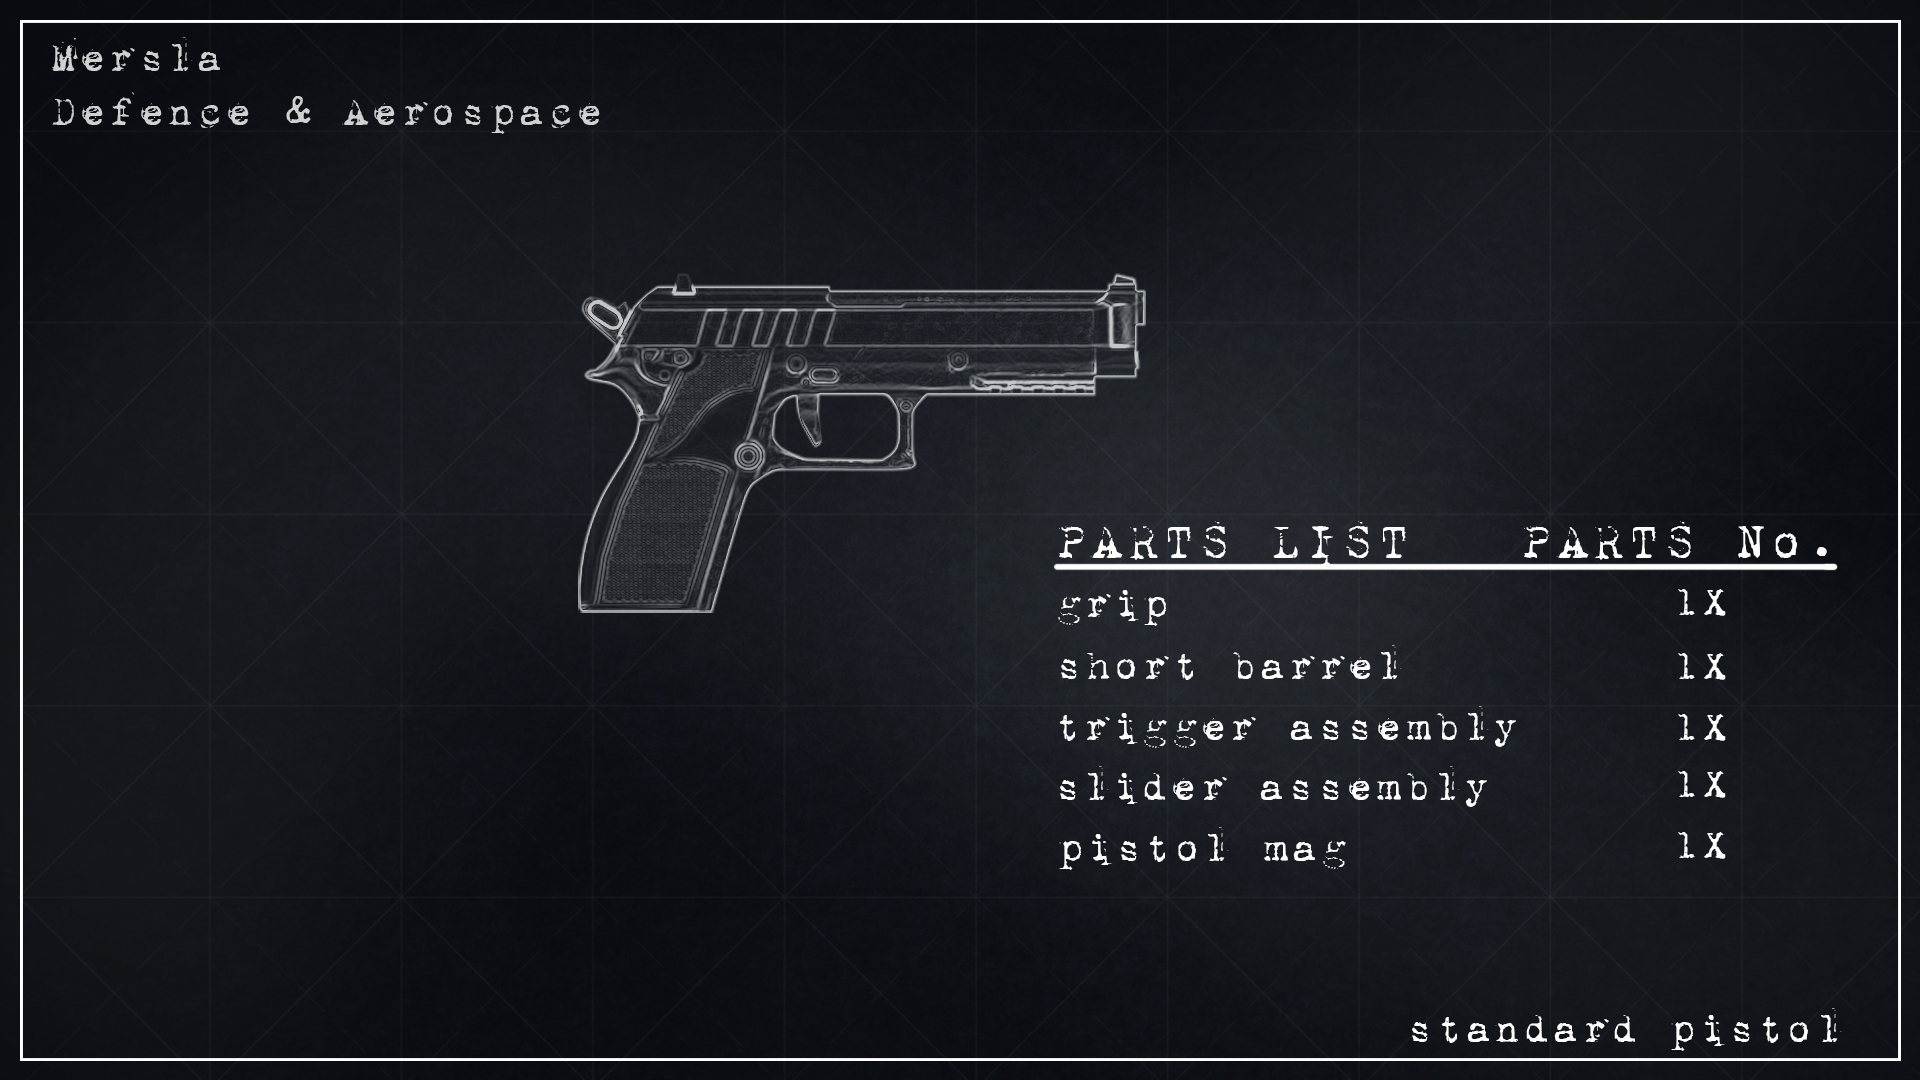 Mersla
Defence & Aerospace
PARTS LIST PARTS No.
grip 1X
short barrel 1X
trigger assembly 1X
slider assembly 1X
pistol mag 1X
standard pistol